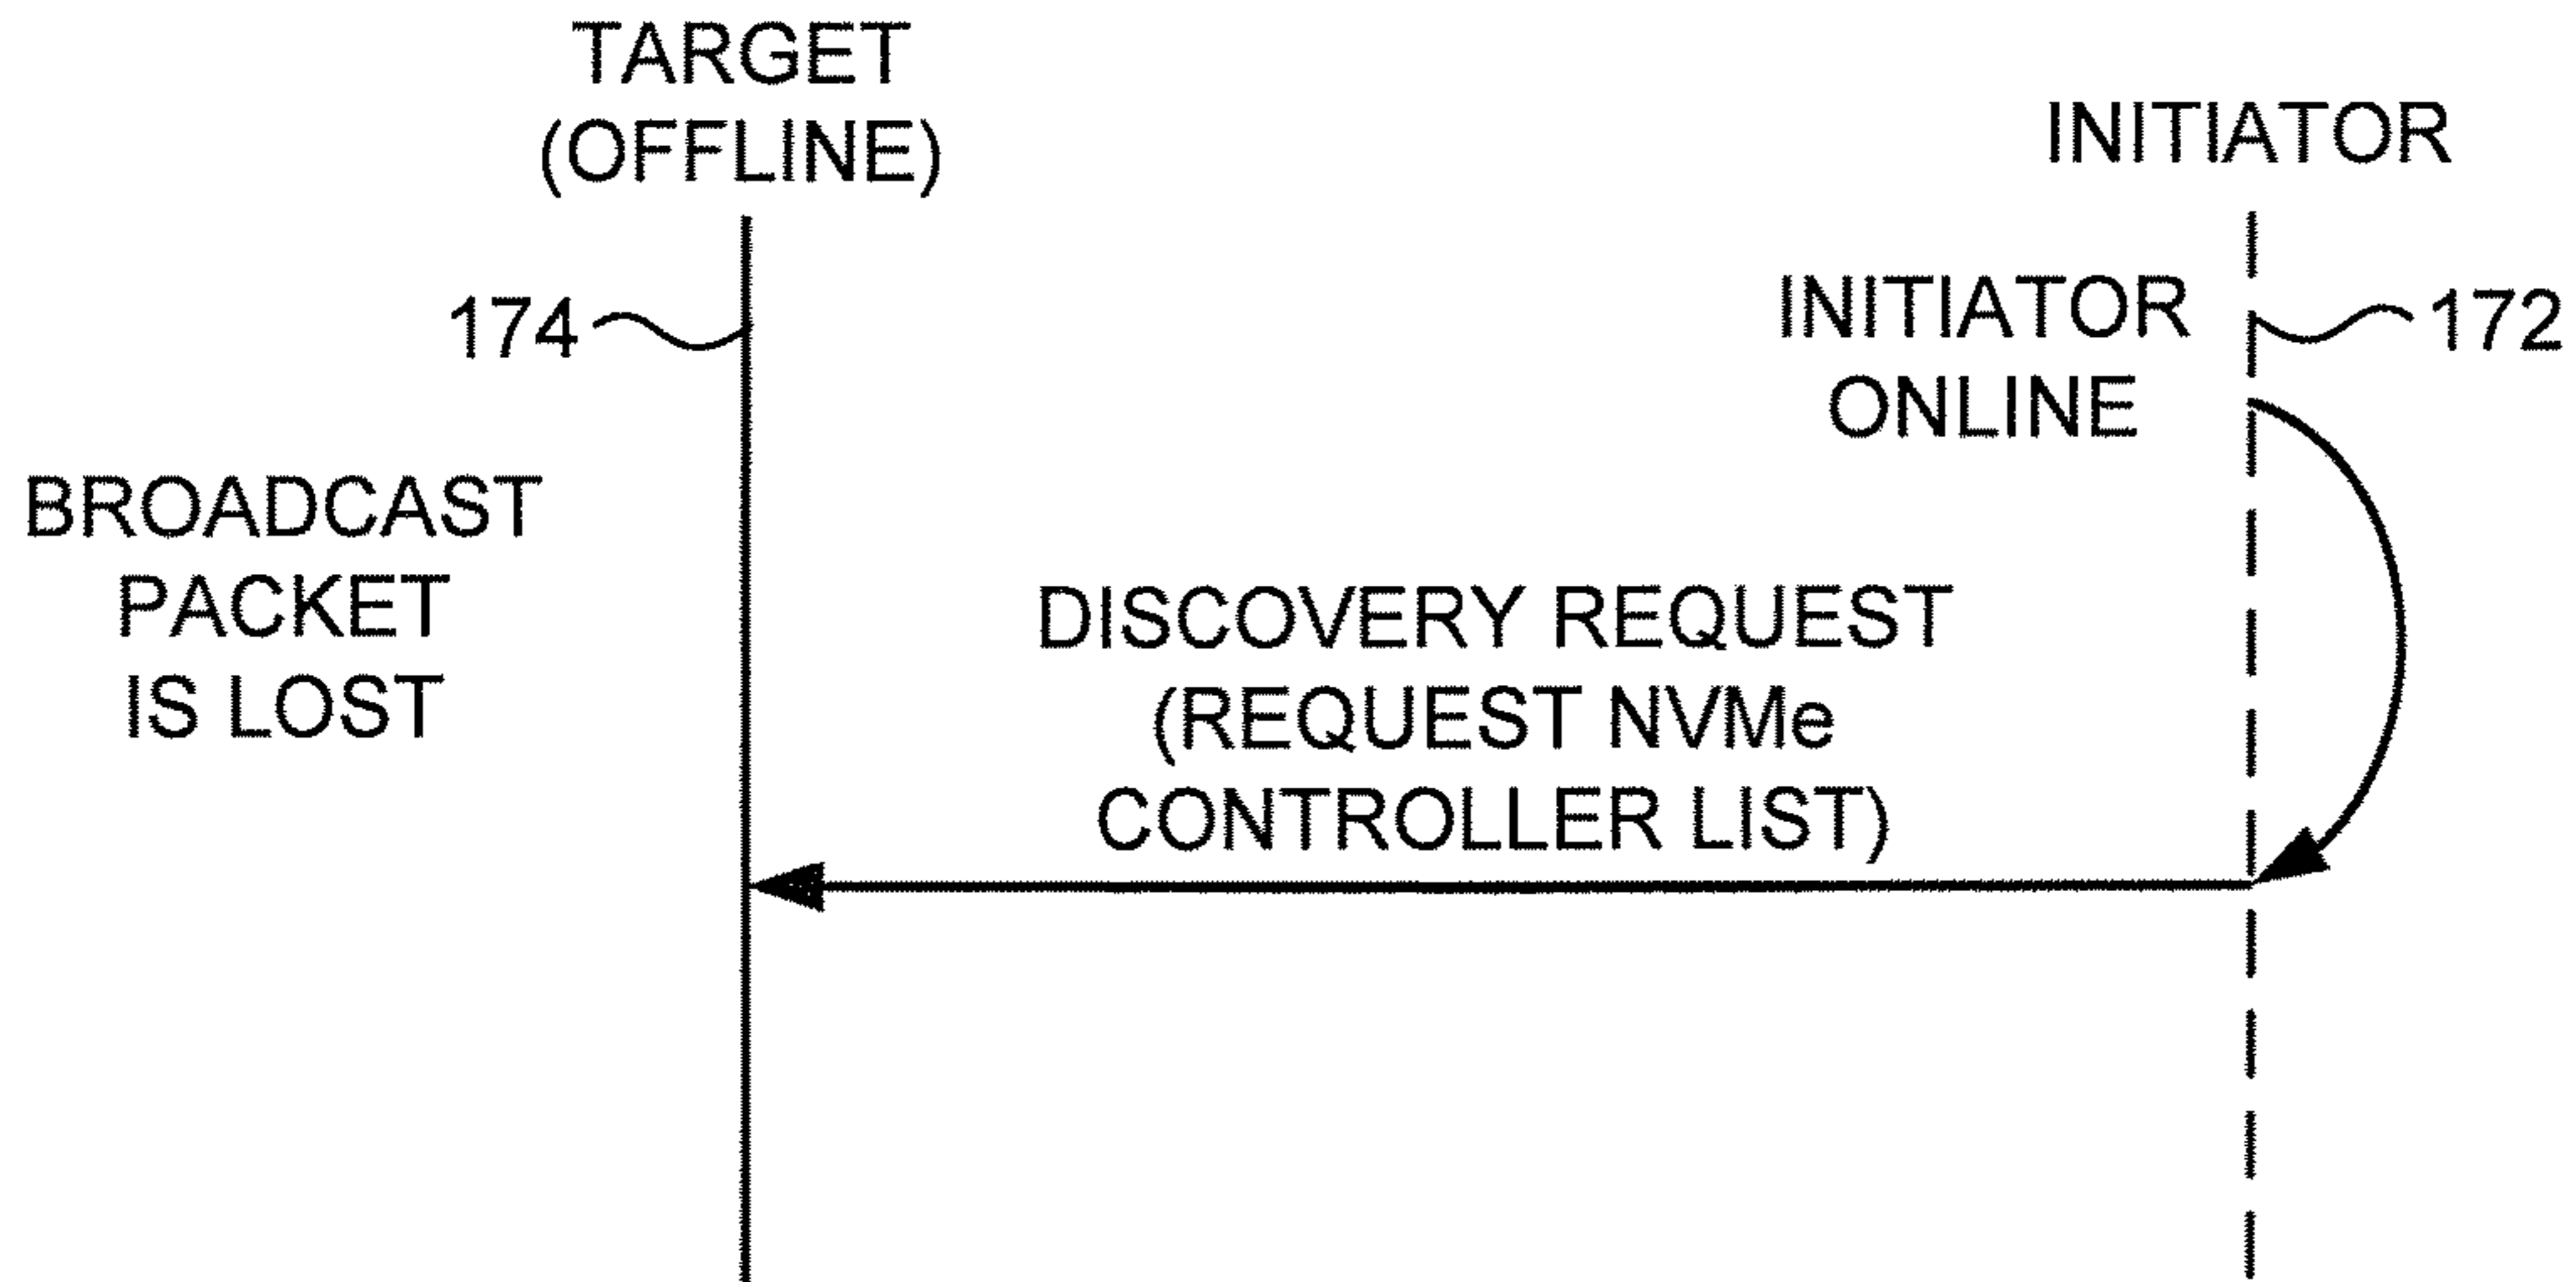 TARGET
(OFFLINE)
INITIATOR
174
INITIATOR
ONLINE
172
BROADCAST
PACKET
IS LOST
DISCOVERY REQUEST
(REQUEST NVMe
CONTROLLER LIST)